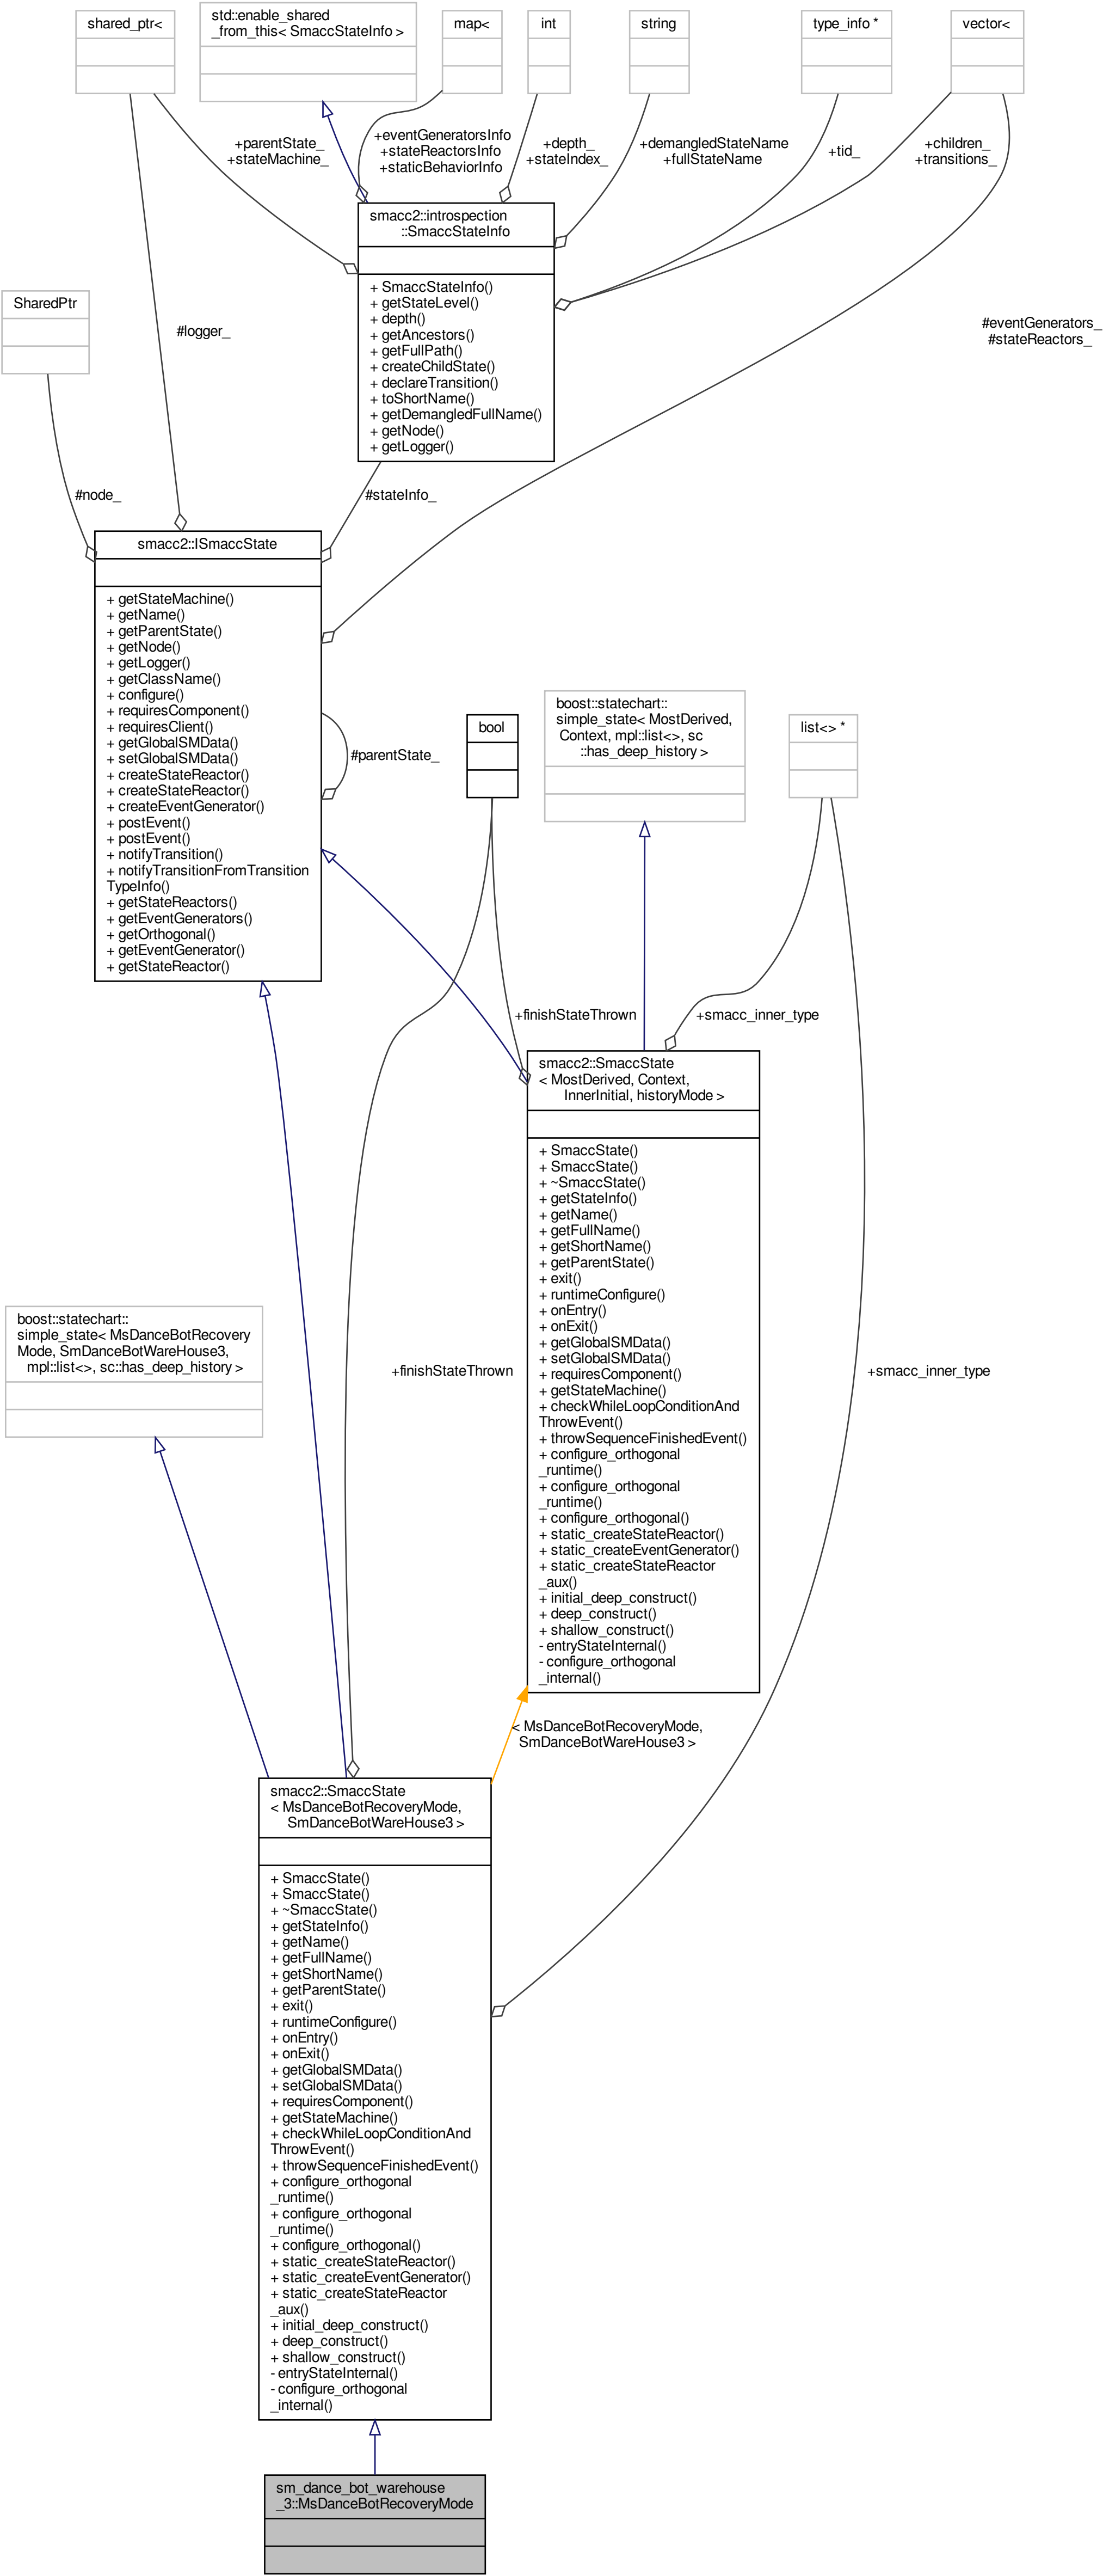 shared_ptr<
std::enable_shared
_from_this< SmaccStateInfo >
map<
int
string
type_info *
vector<
+parentState_
+stateMachine_
+eventGeneratorsInfo
+stateReactorsInfo
+staticBehaviorInfo
+depth_
+stateIndex_
+demangledStateName
+fullStateName
+tid_
+children_
+transitions_
smacc2::introspection
::SmaccStateInfo
+ SmaccStateInfo()
+ getStateLevel()
+ depth()
+ getAncestors()
+ getFullPath()
+ createChildState()
+ declareTransition()
+ toShortName()
+ getDemangledFullName()
+ getNode()
+ getLogger()
SharedPtr
#logger_
#eventGenerators_
#stateReactors_
#node_
#stateInfo_
smacc2::ISmaccState
+ getStateMachine()
+ getName()
+ getParentState()
+ getNode()
+ getLogger()
+ getClassName()
+ configure()
+ requiresComponent()
+ requiresClient()
+ getGlobalSMData()
+ setGlobalSMData()
+ createStateReactor()
+ createStateReactor()
+ createEventGenerator()
+ postEvent()
+ postEvent()
+ notifyTransition()
+ notifyTransitionFromTransition
TypeInfo()
+ getStateReactors()
+ getEventGenerators()
+ getOrthogonal()
+ getEventGenerator()
+ getStateReactor()
#parentState_
bool
boost::statechart::
simple_state< MostDerived,
Context, mpl::list<>, sc
::has_deep_history >
list<> *
+finishStateThrown
+smacc_inner_type
smacc2::SmaccState
< MostDerived, Context,
InnerInitial, historyMode >
+ SmaccState()
+ SmaccState()
+ ~SmaccState()
+ getStateInfo()
+ getName()
+ getFullName()
+ getShortName()
+ getParentState()
+ exit()
+ runtimeConfigure()
+ onEntry()
+ onExit()
+ getGlobalSMData()
+ setGlobalSMData()
+ requiresComponent()
+ getStateMachine()
+ checkWhileLoopConditionAnd
ThrowEvent()
+ throwSequenceFinishedEvent()
+ configure_orthogonal
_runtime()
+ configure_orthogonal
_runtime()
+ configure_orthogonal()
+ static_createStateReactor()
+ static_createEventGenerator()
+ static_createStateReactor
_aux()
+ initial_deep_construct()
+ deep_construct()
+ shallow_construct()
- entryStateInternal()
- configure_orthogonal
_internal()
boost::statechart::
simple_state< MsDanceBotRecovery
Mode, SmDanceBotWareHouse3,
mpl::list<>, sc::has_deep_history >
+finishStateThrown
+smacc_inner_type
< MsDanceBotRecoveryMode,
SmDanceBotWareHouse3 >
smacc2::SmaccState
< MsDanceBotRecoveryMode,
SmDanceBotWareHouse3 >
+ SmaccState()
+ SmaccState()
+ ~SmaccState()
+ getStateInfo()
+ getName()
+ getFullName()
+ getShortName()
+ getParentState()
+ exit()
+ runtimeConfigure()
+ onEntry()
+ onExit()
+ getGlobalSMData()
+ setGlobalSMData()
+ requiresComponent()
+ getStateMachine()
+ checkWhileLoopConditionAnd
ThrowEvent()
+ throwSequenceFinishedEvent()
+ configure_orthogonal
_runtime()
+ configure_orthogonal
_runtime()
+ configure_orthogonal()
+ static_createStateReactor()
+ static_createEventGenerator()
+ static_createStateReactor
_aux()
+ initial_deep_construct()
+ deep_construct()
+ shallow_construct()
- entryStateInternal()
- configure_orthogonal
_internal()
sm_dance_bot_warehouse
_3::MsDanceBotRecoveryMode